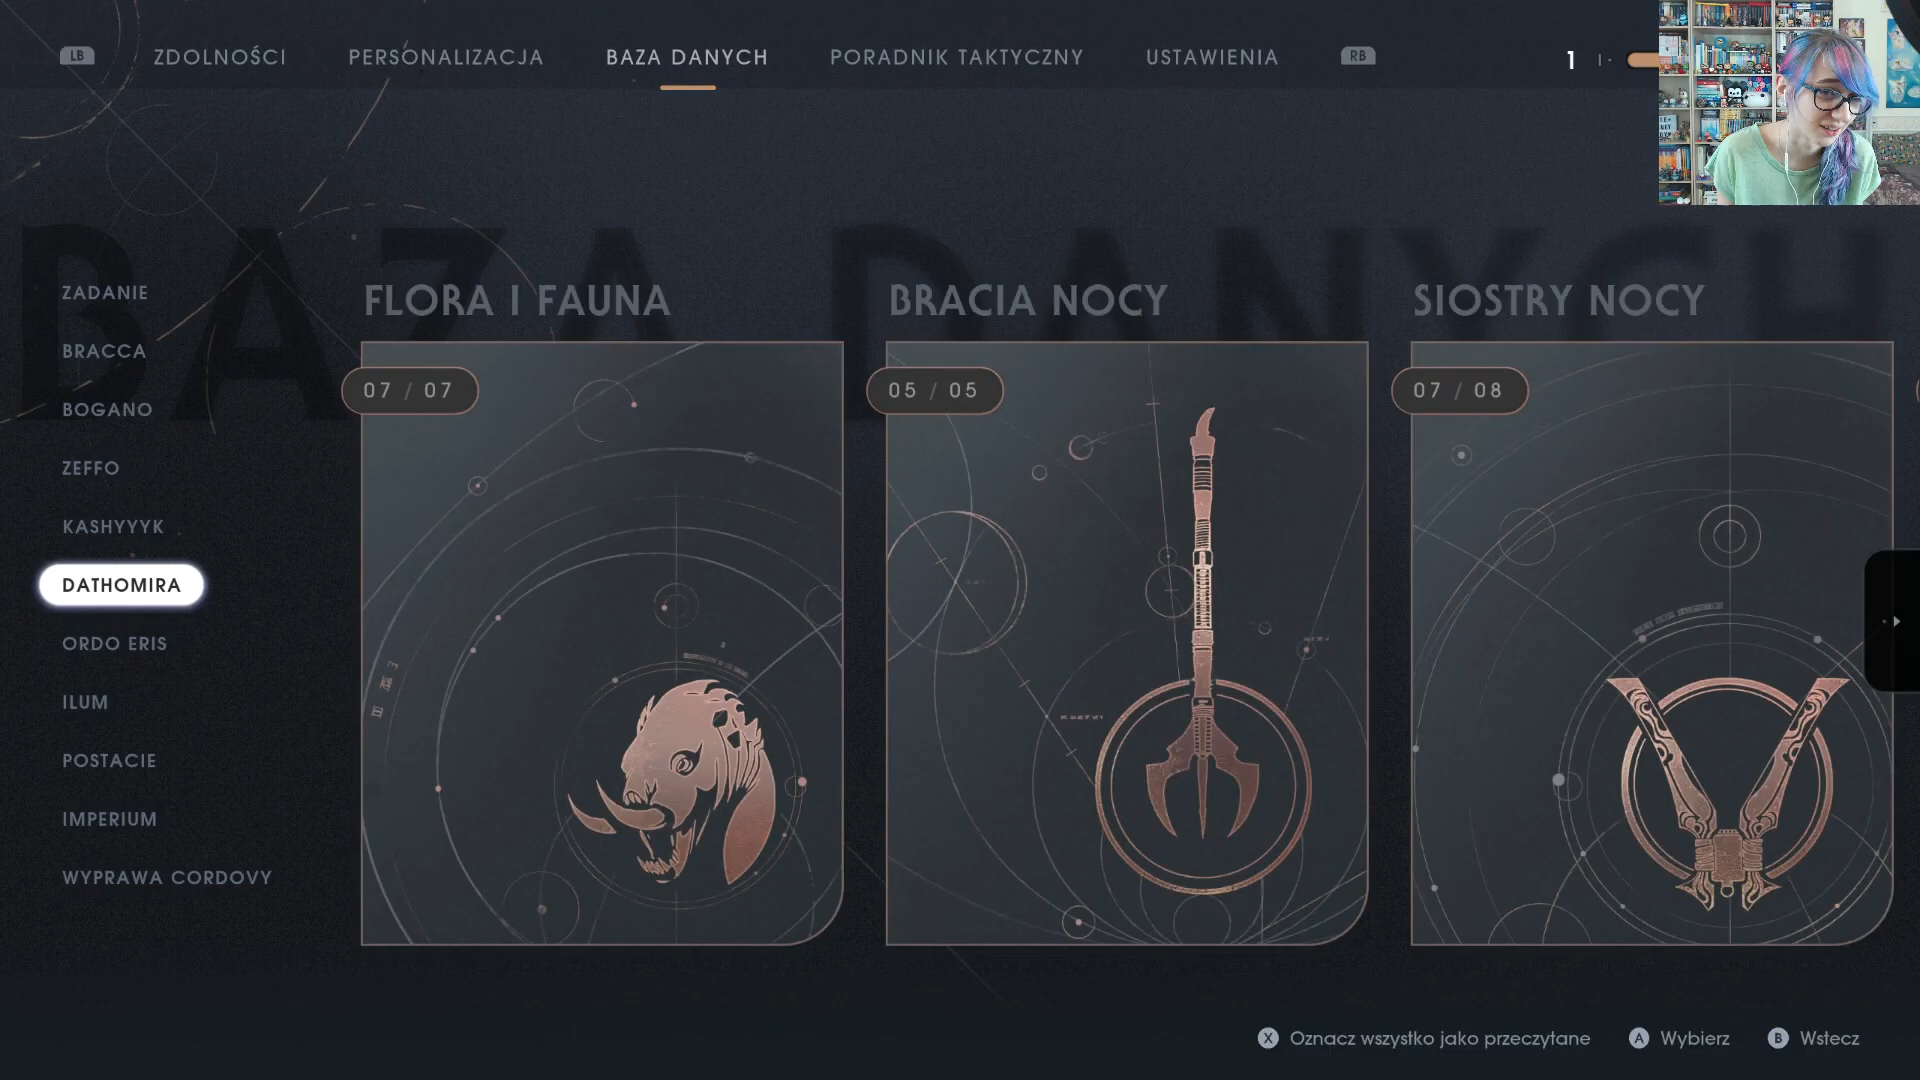 LB ZDOLNOŚCI PERSONALIZACJA BAZA DANYCH PORADNIK TAKTYCZNY USTAWIENIA RB 1
BAZA DANYCH
ZADANIE
BRACCA
BOGANO
ZEFFO
KASHYYYK
DATHOMIRA
ORDO ERIS
ILUM
POSTACIE
IMPERIUM
WYPRAWA CORDOVY
FLORA I FAUNA
07 / 07
BRACIA NOCY
05 / 05
SIOSTRY NOCY
07 / 08
X Oznacz wszystko jako przeczytane A Wybierz B Wstecz